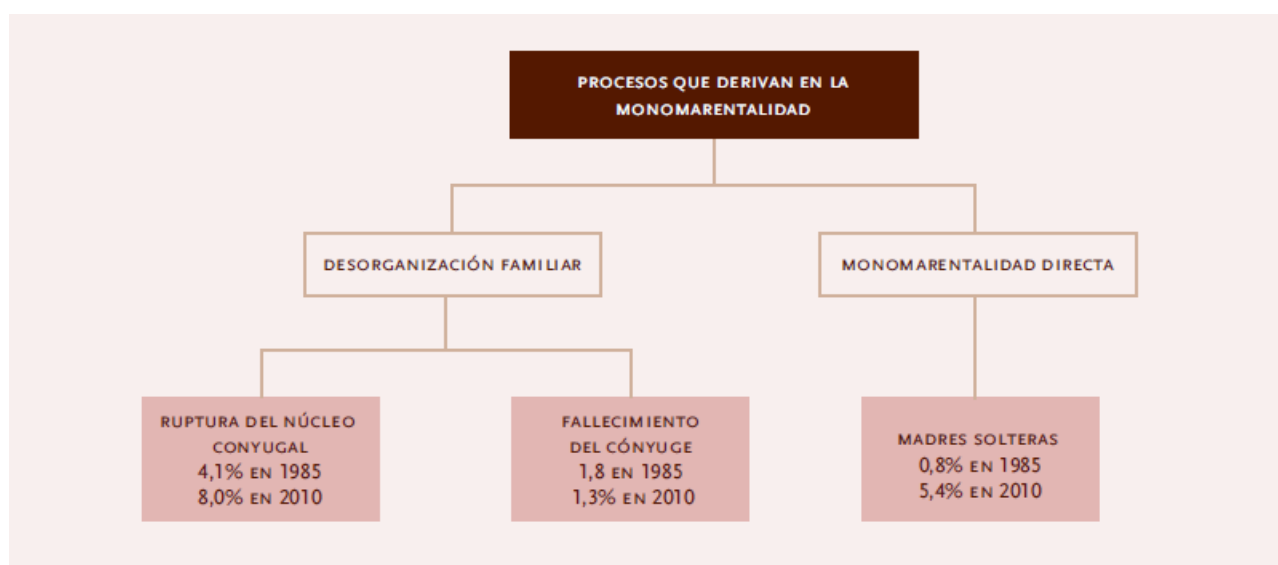 PROCESOS QUE DERIVAN EN LA
MONOMARENTALIDAD
DESORGANIZACIÓN FAMILIAR
MONOMARENTALIDAD DIRECTA
RUPTURA DEL NÚCLEO
CONYUGAL
4,1% EN 1985
8,0% EN 2010
FALLECIMIENTO
DEL CÓNYUGE
1,8 EN 1985
1,3% EN 2010
MADRES SOLTERAS
0,8% EN 1985
5,4% EN 2010